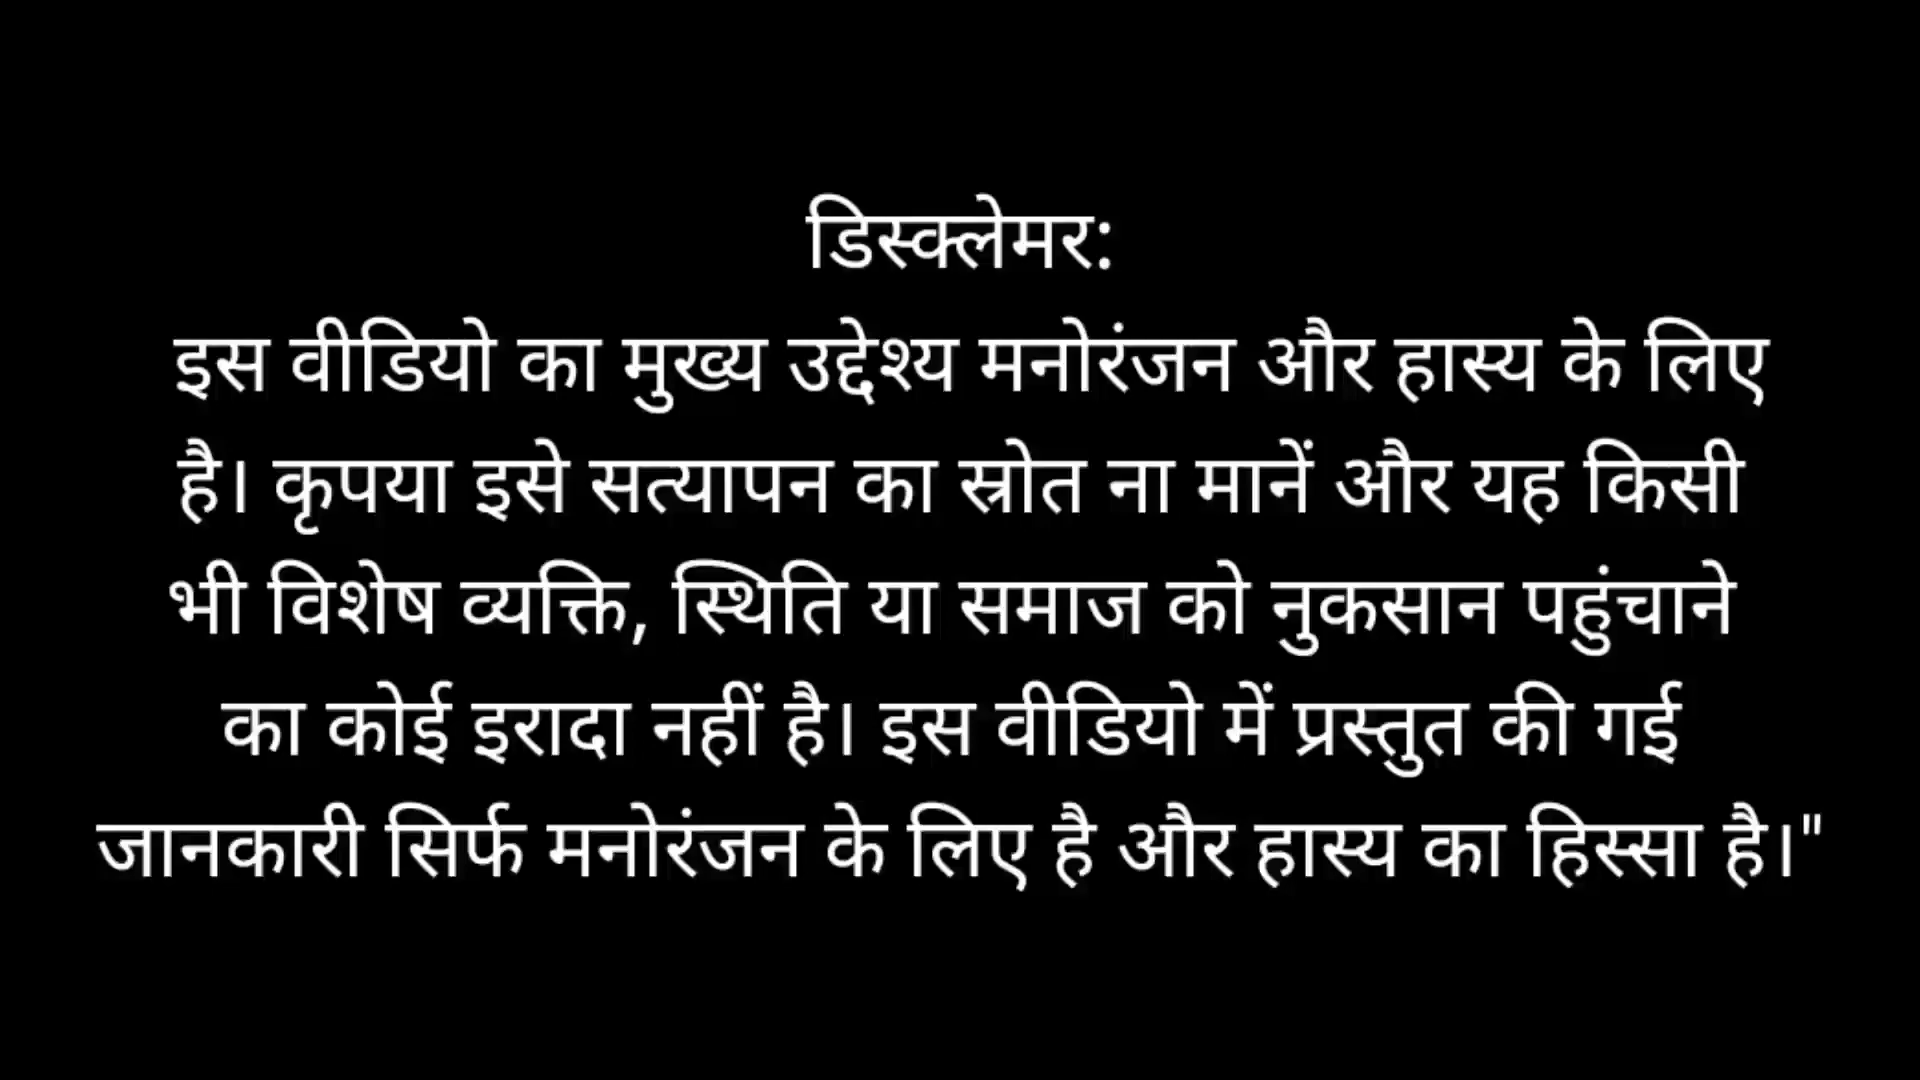 डिस्क्लेमर:
इस वीडियो का मुख्य उद्देश्य मनोरंजन और हास्य के लिए
है। कृपया इसे सत्यापन का स्रोत ना मानें और यह किसी
भी विशेष व्यक्ति, स्थिति या समाज को नुकसान पहुंचाने
का कोई इरादा नहीं है। इस वीडियो में प्रस्तुत की गई
जानकारी सिर्फ मनोरंजन के लिए है और हास्य का हिस्सा है।"